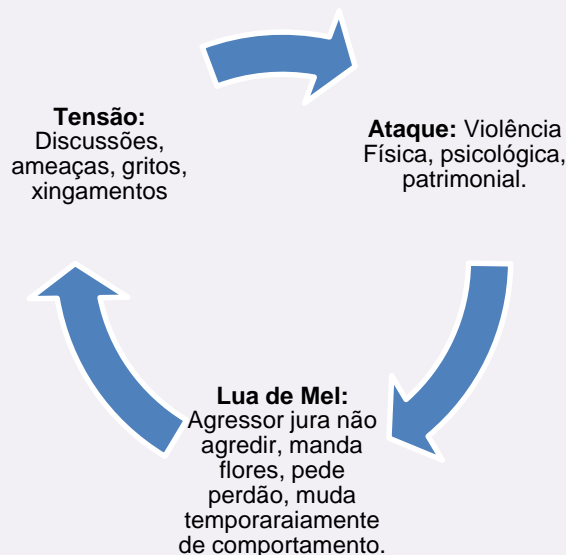 Tensão:
Discussões,
ameaças, gritos,
xingamentos
Ataque: Violência
Física, psicológica,
patrimonial.
Lua de Mel:
Agressor jura não
agredir, manda
flores, pede
perdão, muda
temporaraiamente
de comportamento.